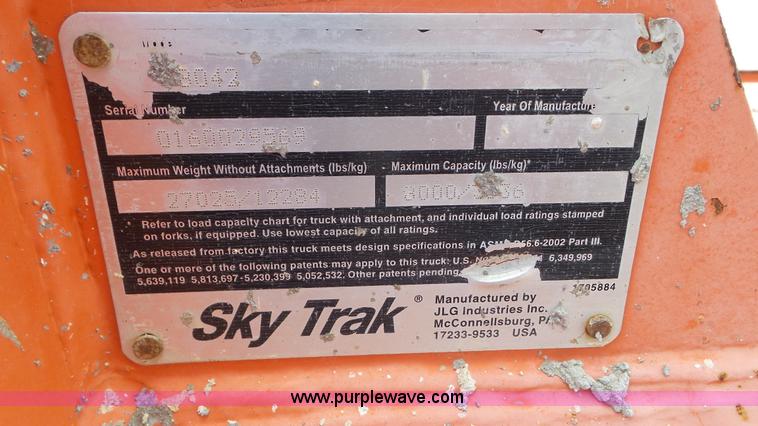 8042
Serial Number Year Of Manufacture
0160029569
Maximum Weight Without Attachments (lbs/kg) Maximum Capacity (lbs/kg)*
27025/12284 8000/
* Refer to load capacity chart for truck with attachment, and individual load ratings stamped
on forks, if equipped. Use lowest capacity of all ratings.
As released from factory this truck meets design specifications in B56.6-2002 Part III.
One or more of the following patents may apply to this truck: U.S. 6,349,969
5,639,119 5,813,697 5,230,399 5,052,532. Other patents pending.
1705884
Sky Trak ®
Manufactured by
JLG Industries Inc.
McConnellsburg, PA
17233-9533 USA
www.purplewave.com